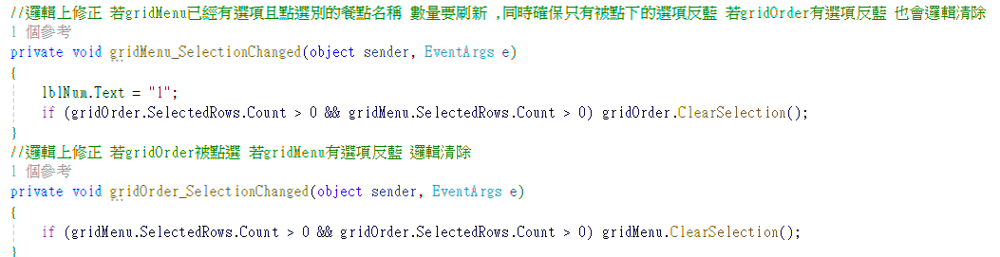 //邏輯上修正 若gridMenu已經有選項且點選別的餐點名稱 數量要刷新 ,同時確保只有被點下的選項反藍 若gridOrder有選項反藍 也會邏輯清除
1 個參考
private void gridMenu_SelectionChanged(object sender, EventArgs e)
{
    lblNum.Text = "1";
    if (gridOrder.SelectedRows.Count > 0 && gridMenu.SelectedRows.Count > 0) gridOrder.ClearSelection();
}
//邏輯上修正 若gridOrder被點選 若gridMenu有選項反藍 邏輯清除
1 個參考
private void gridOrder_SelectionChanged(object sender, EventArgs e)
{
    if (gridMenu.SelectedRows.Count > 0 && gridOrder.SelectedRows.Count > 0) gridMenu.ClearSelection();
}